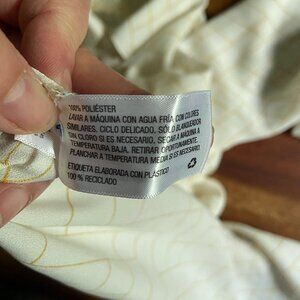 100% POLIÉSTER
LAVAR A MÁQUINA CON AGUA FRÍA CON COLORES
SIMILARES. CICLO DELICADO. SÓLO BLANQUEADOR
SIN CLORO SI ES NECESARIO. SECAR A MÁQUINA A
TEMPERATURA BAJA. RETIRAR OPORTUNAMENTE.
PLANCHAR A TEMPERATURA MEDIA SI ES NECESARIO.
ETIQUETA ELABORADA CON PLÁSTICO
100 % RECICLADO